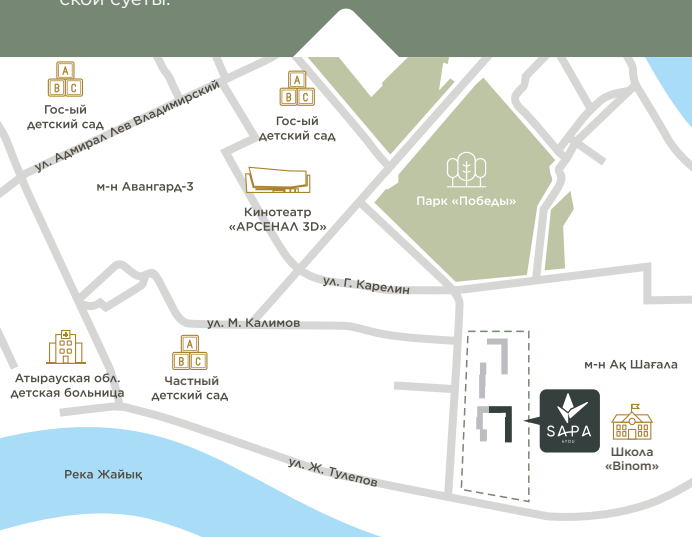 ской суеты.
A
B C
Гос-ый
детский сад
A
B C
Гос-ый
детский сад
ул. Адмирал Лев Владимирский
м-н Авангард-3
Кинотеатр
«АРСЕНАЛ 3D»
Парк «Победы»
ул. Г. Карелин
ул. М. Калимов
Атырауская обл.
детская больница
A
B C
Частный
детский сад
м-н Ақ Шағала
SAPA
Школа
«Binom»
Река Жайық
ул. Ж. Тулепов